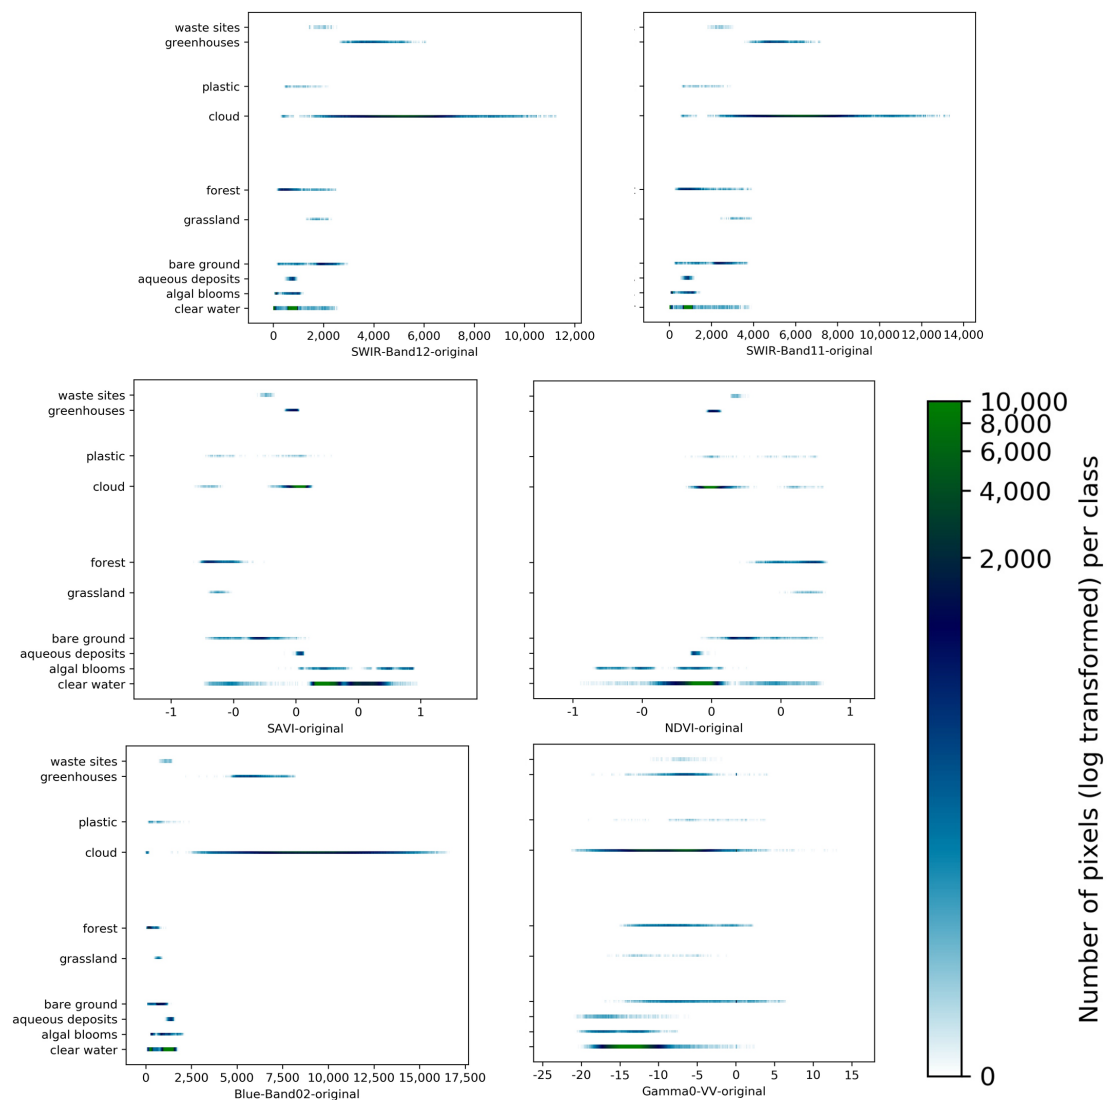 waste sites
greenhouses
plastic
cloud
forest
grassland
bare ground
aqueous deposits
algal blooms
clear water
0 2,000 4,000 6,000 8,000 10,000 12,000
SWIR-Band12-original
0 2,000 4,000 6,000 8,000 10,000 12,000 14,000
SWIR-Band11-original
waste sites
greenhouses
plastic
cloud
forest
grassland
bare ground
aqueous deposits
algal blooms
clear water
-1 -0 0 0 1
SAVI-original
-1 -0 0 0 1
NDVI-original
waste sites
greenhouses
plastic
cloud
forest
grassland
bare ground
aqueous deposits
algal blooms
clear water
0 2,500 5,000 7,500 10,000 12,500 15,000 17,500
Blue-Band02-original
-25 -20 -15 -10 -5 0 5 10 15
Gamma0-VV-original
10,000
8,000
6,000
4,000
2,000
0
Number of pixels (log transformed) per class